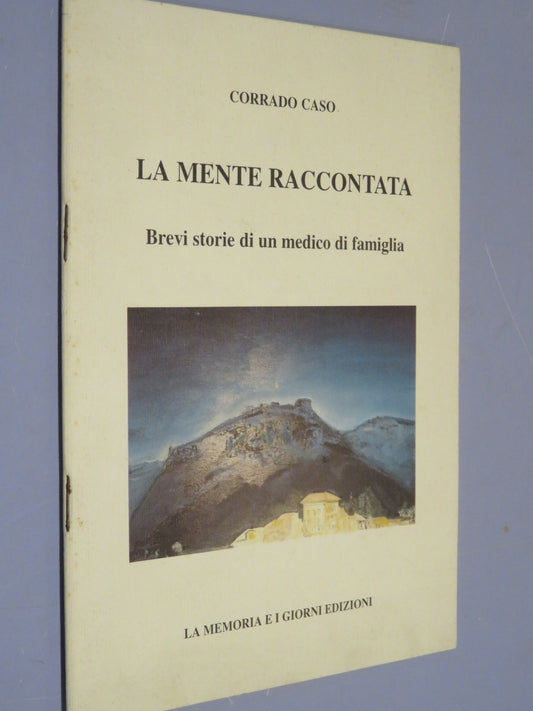 CORRADO CASO
LA MENTE RACCONTATA
Brevi storie di un medico di famiglia
LA MEMORIA E I GIORNI EDIZIONI